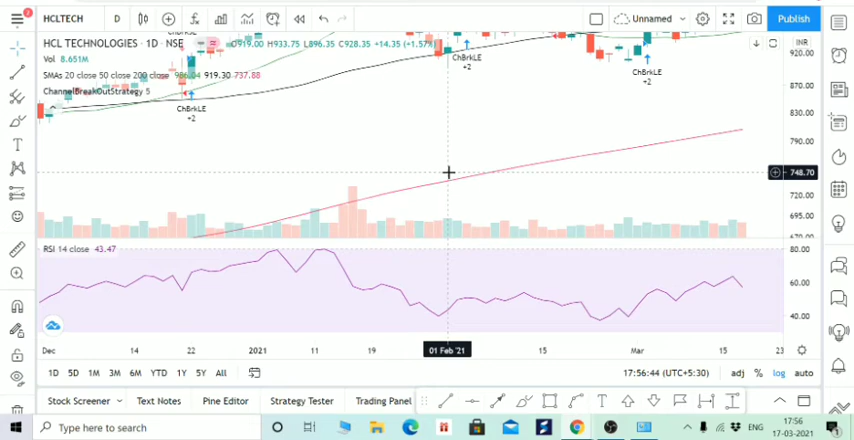 2
HCLTECH D Unnamed Publish
HCL TECHNOLOGIES · 1D · NSE O919.00 H933.75 L896.35 C928.35 +14.35 (+1.57%) INR
Vol 8.651M
SMAs 20 close 50 close 200 close 986.04 919.30 737.88
ChannelBreakOutStrategy 5
ChBrkLE
+2
ChBrkLE
+2
ChBrkLE
+2
920.00
870.00
830.00
790.00
748.70
720.00
695.00
RSI 14 close 43.47
80.00
60.00
40.00
Dec 14 22 2021 11 19 01 Feb '21 15 Mar 15 23
1D 5D 1M 3M 6M YTD 1Y 5Y All 17:56:44 (UTC+5:30) adj % log auto
Stock Screener Text Notes Pine Editor Strategy Tester Trading Panel
Type here to search ENG 17:56
17-03-2021